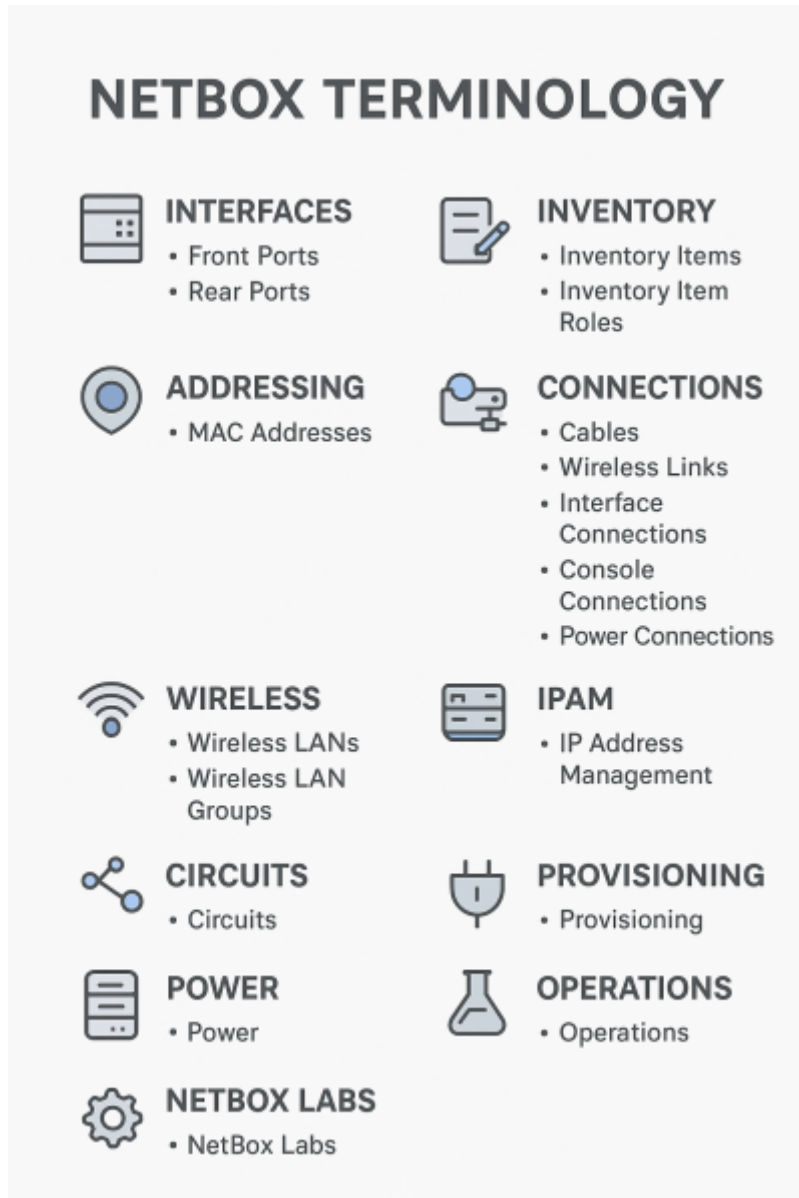 NETBOX TERMINOLOGY
INTERFACES
• Front Ports
• Rear Ports
INVENTORY
• Inventory Items
• Inventory Item
Roles
ADDRESSING
• MAC Addresses
CONNECTIONS
• Cables
• Wireless Links
• Interface
Connections
• Console
Connections
• Power Connections
WIRELESS
• Wireless LANs
• Wireless LAN
Groups
IPAM
• IP Address
Management
CIRCUITS
• Circuits
PROVISIONING
• Provisioning
POWER
• Power
OPERATIONS
• Operations
NETBOX LABS
• NetBox Labs